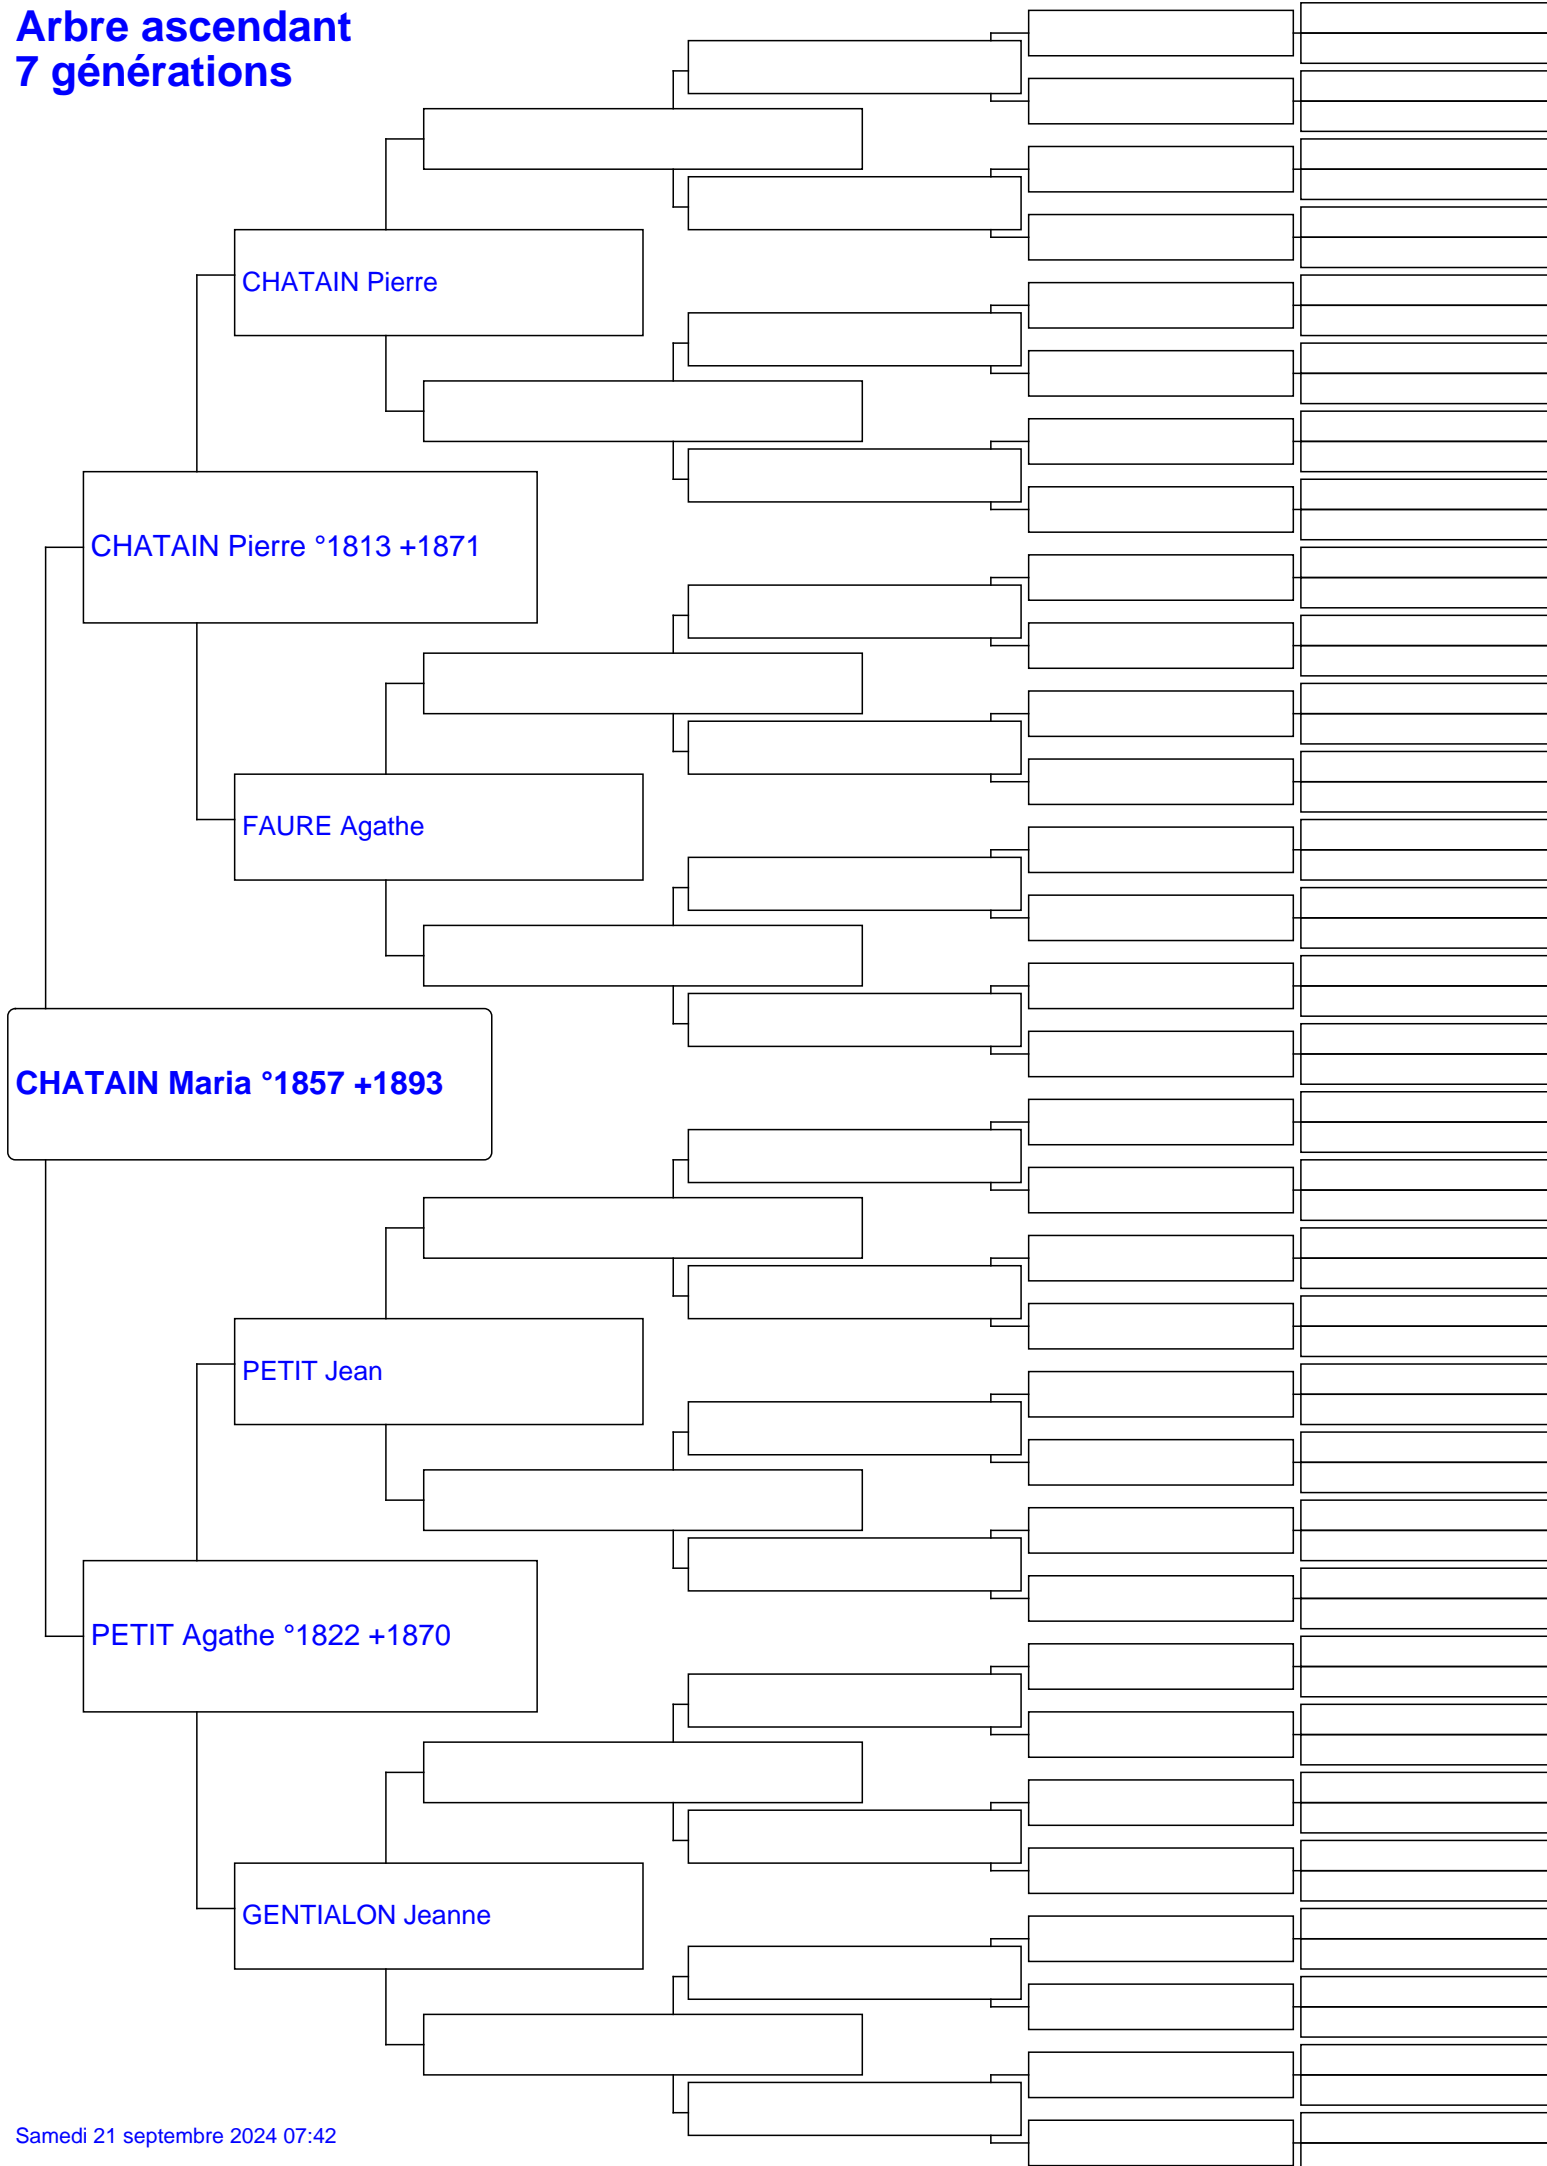 Arbre ascendant
7 générations
CHATAIN Pierre
CHATAIN Pierre °1813 +1871
FAURE Agathe
CHATAIN Maria °1857 +1893
PETIT Jean
PETIT Agathe °1822 +1870
GENTIALON Jeanne
Samedi 21 septembre 2024 07:42